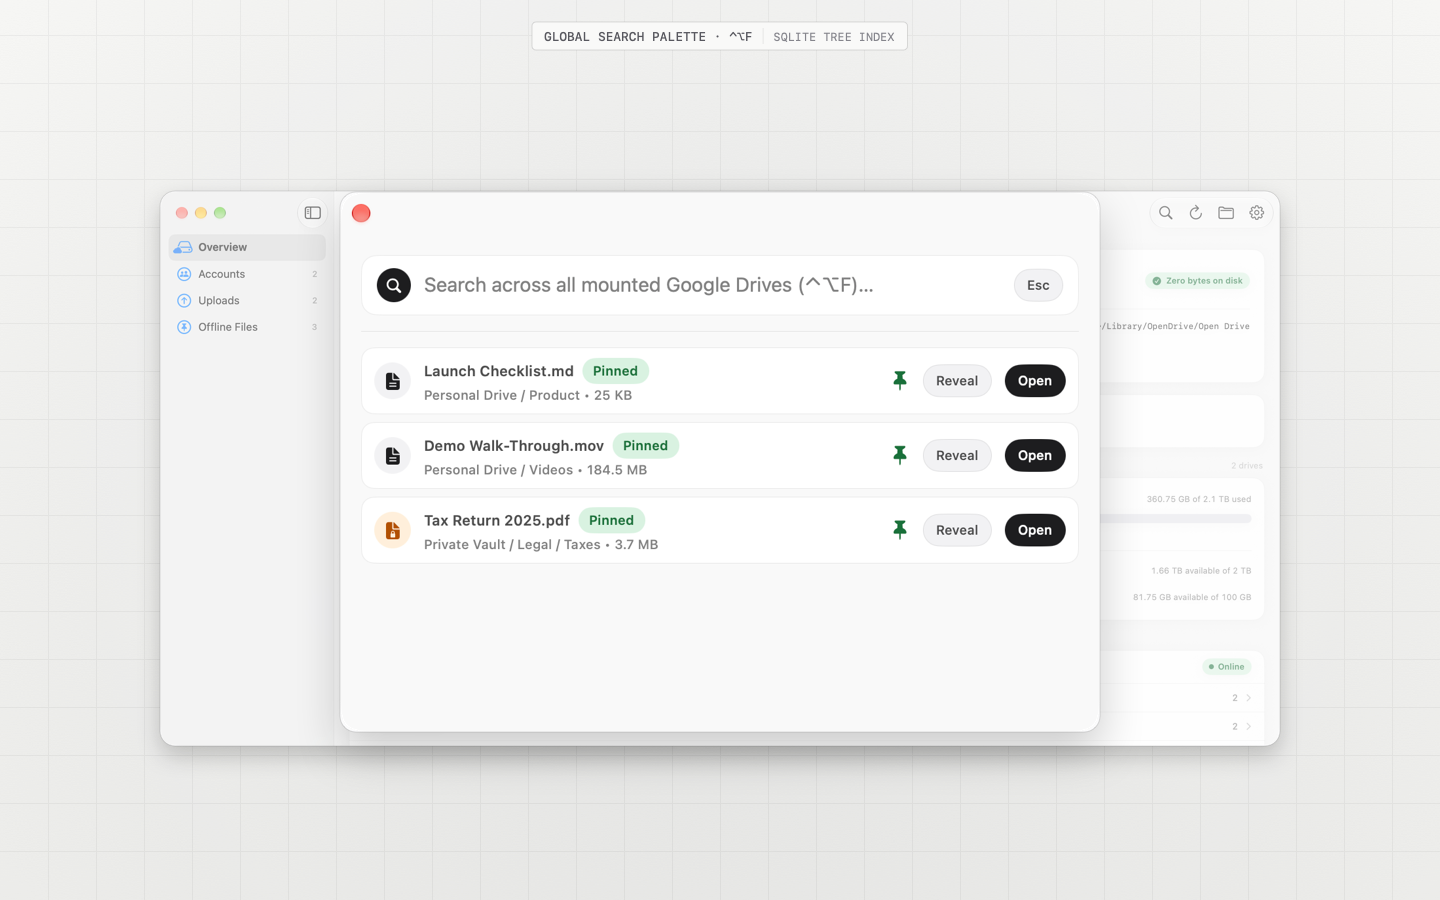 GLOBAL SEARCH PALETTE · ^⌥F
SQLITE TREE INDEX
Overview
Accounts 2
Uploads 2
Offline Files 3
Search across all mounted Google Drives (^⌥F)...
Esc
Launch Checklist.md Pinned
Personal Drive / Product • 25 KB
Reveal Open
Demo Walk-Through.mov Pinned
Personal Drive / Videos • 184.5 MB
Reveal Open
Tax Return 2025.pdf Pinned
Private Vault / Legal / Taxes • 3.7 MB
Reveal Open
Zero bytes on disk
/Library/OpenDrive/Open Drive
2 drives
360.75 GB of 2.1 TB used
1.66 TB available of 2 TB
81.75 GB available of 100 GB
Online
2
2